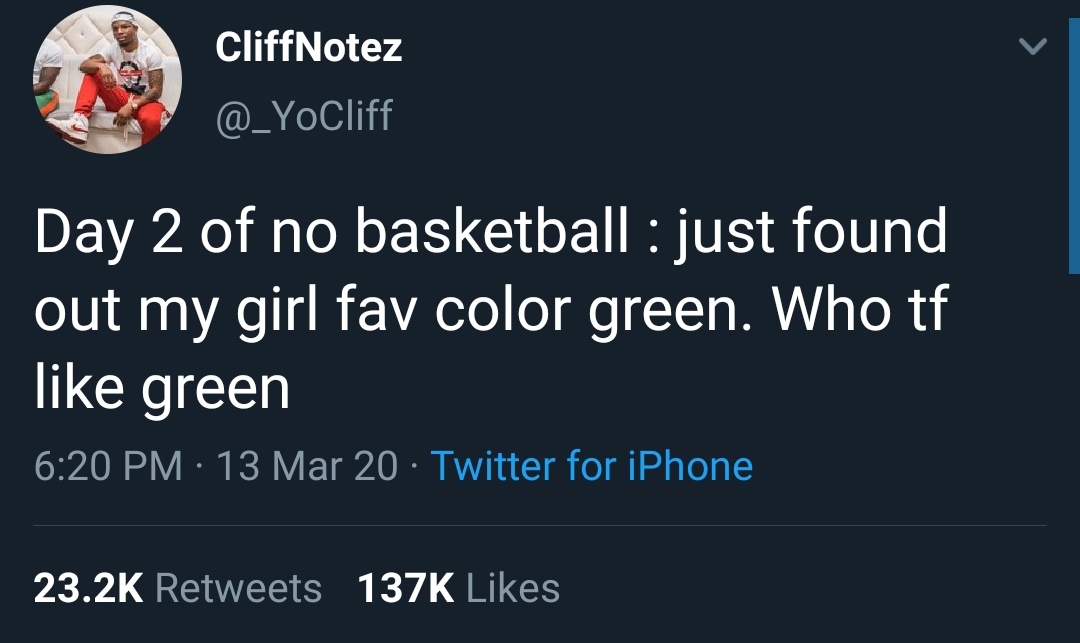 CliffNotez
@_YoCliff
Day 2 of no basketball : just found
out my girl fav color green. Who tf
like green
6:20 PM · 13 Mar 20 · Twitter for iPhone
23.2K Retweets 137K Likes